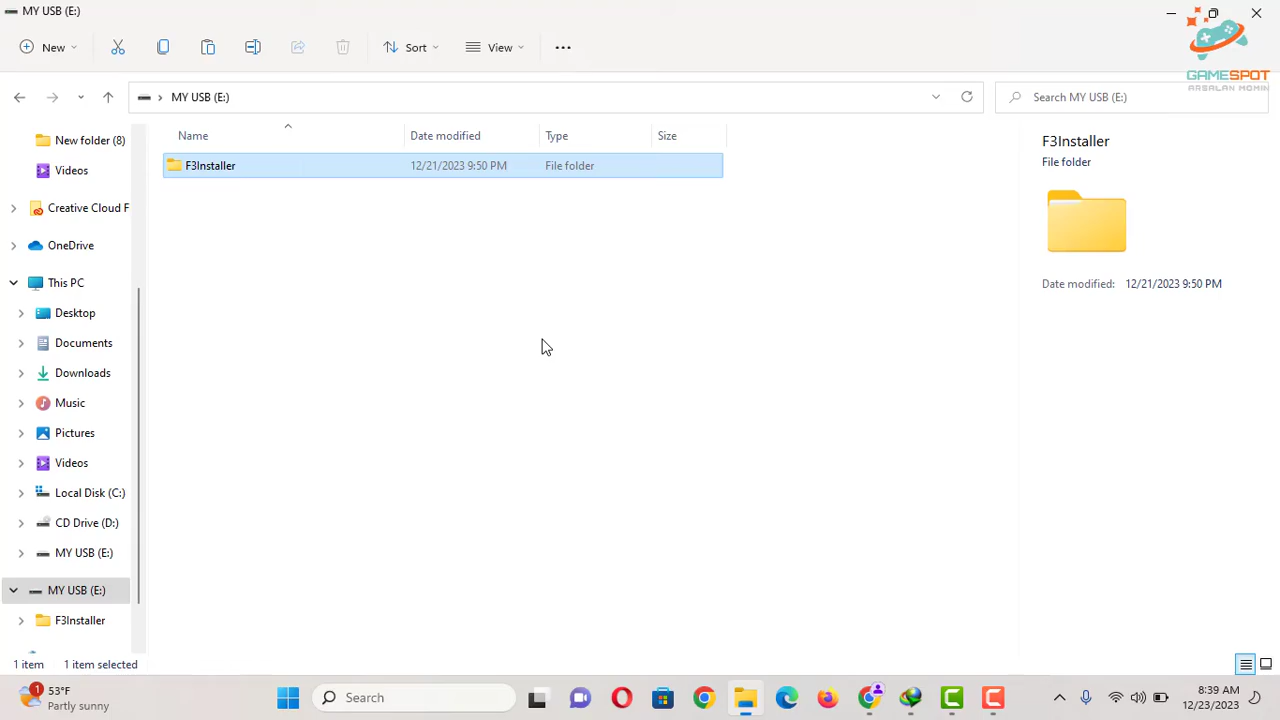 MY USB (E:)
New
Sort
View
MY USB (E:)
Search MY USB (E:)
GAMESPOT
ARSALAN MOMIN
Name
Date modified
Type
Size
F3Installer
12/21/2023 9:50 PM
File folder
New folder (8)
Videos
Creative Cloud F
OneDrive
This PC
Desktop
Documents
Downloads
Music
Pictures
Videos
Local Disk (C:)
CD Drive (D:)
MY USB (E:)
MY USB (E:)
F3Installer
F3Installer
File folder
Date modified: 12/21/2023 9:50 PM
1 item
1 item selected
1
53°F
Partly sunny
Search
8:39 AM
12/23/2023